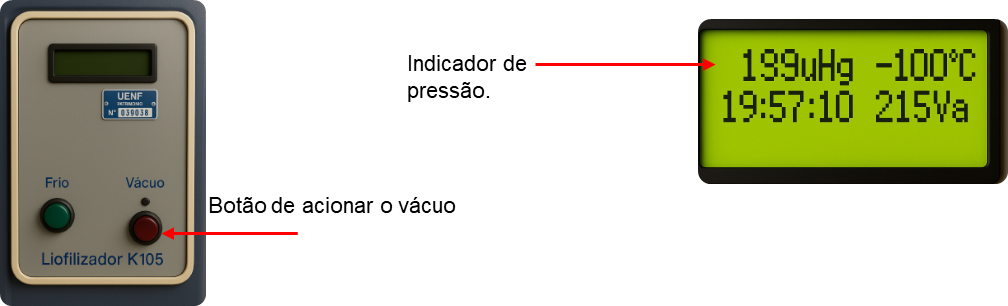 UENF
PATRIMÔNIO
Nº 039038
Frio
Vácuo
Liofilizador K105
Botão de acionar o vácuo
Indicador de
pressão.
199uHg -100°C
19:57:10 215Va